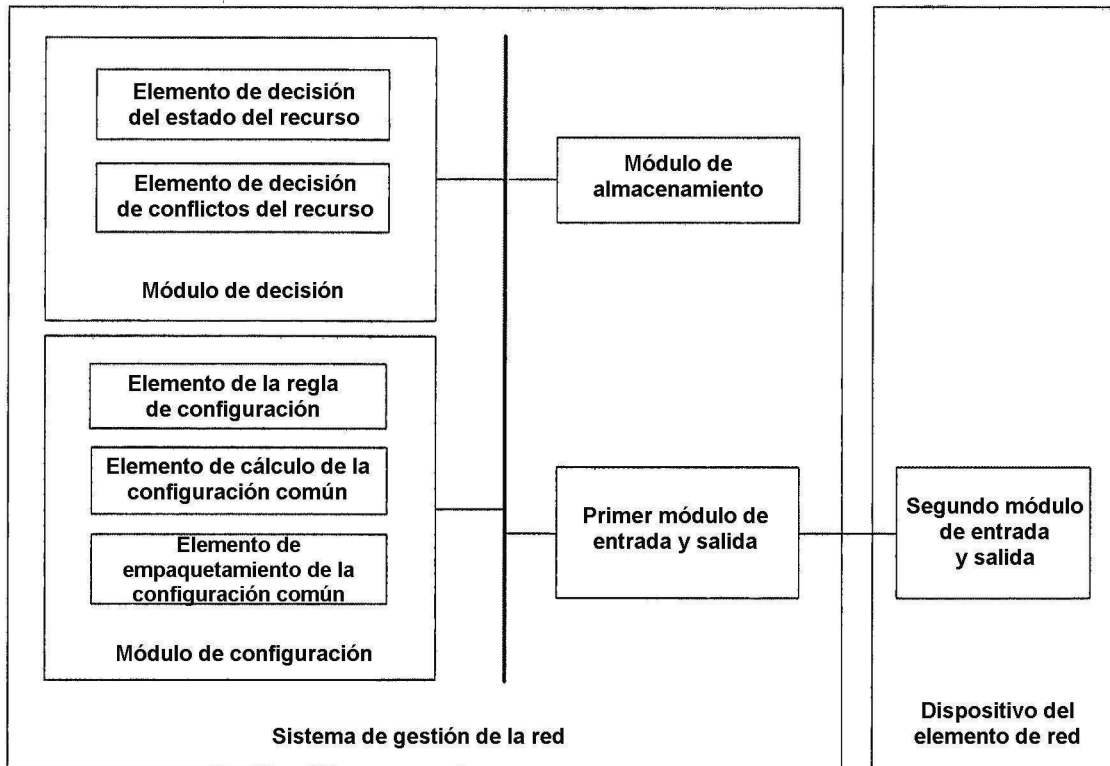 Elemento de decisión
del estado del recurso
Elemento de decisión
de conflictos del recurso
Módulo de decisión
Módulo de
almacenamiento
Elemento de la regla
de configuración
Elemento de cálculo de la
configuración común
Elemento de
empaquetamiento de la
configuración común
Módulo de configuración
Primer módulo de
entrada y salida
Segundo módulo
de entrada
y salida
Sistema de gestión de la red
Dispositivo del
elemento de red